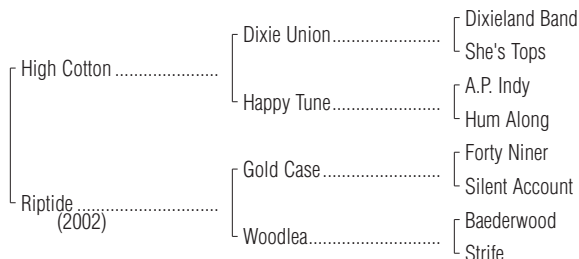 Dixieland Band
Dixie Union
She's Tops
High Cotton
A.P. Indy
Happy Tune
Hum Along
Forty Niner
Gold Case
Silent Account
Riptide
(2002)
Baederwood
Woodlea
Strife